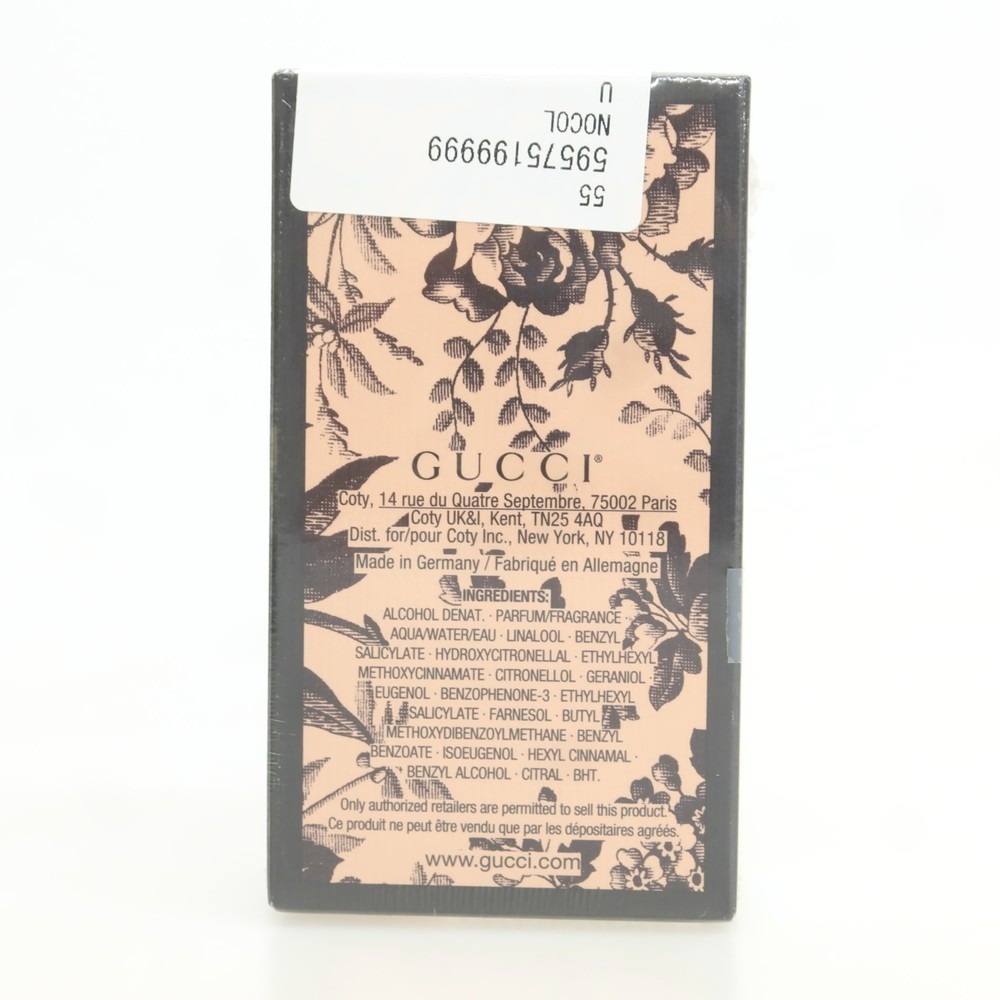 55
595751999999
NOCOL
U
GUCCI®
Coty, 14 rue du Quatre Septembre, 75002 Paris
Coty UK&I, Kent, TN25 4AQ
Dist. for/pour Coty Inc., New York, NY 10118
Made in Germany / Fabriqué en Allemagne
INGREDIENTS:
ALCOHOL DENAT. · PARFUM/FRAGRANCE ·
AQUA/WATER/EAU · LINALOOL · BENZYL
SALICYLATE · HYDROXYCITRONELLAL · ETHYLHEXYL
METHOXYCINNAMATE · CITRONELLOL · GERANIOL ·
EUGENOL · BENZOPHENONE-3 · ETHYLHEXYL
SALICYLATE · FARNESOL · BUTYL
METHOXYDIBENZOYLMETHANE · BENZYL
BENZOATE · ISOEUGENOL · HEXYL CINNAMAL ·
BENZYL ALCOHOL · CITRAL · BHT.
Only authorized retailers are permitted to sell this product.
Ce produit ne peut être vendu que par les dépositaires agréés.
www.gucci.com